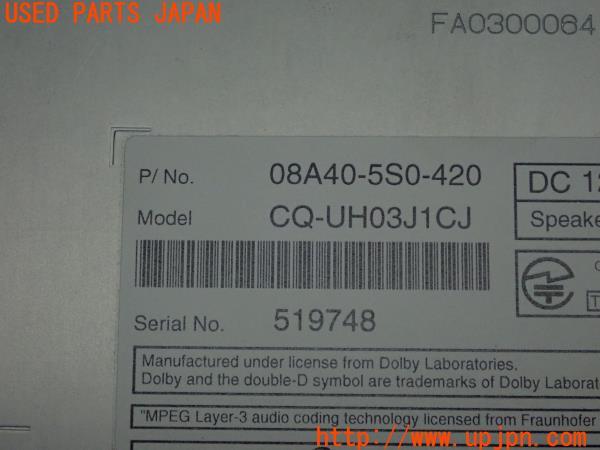 USED PARTS JAPAN
FA0300064
P/ No. 08A40-5S0-420
DC 12
Model CQ-UH03J1CJ
Speake
Serial No. 519748
Manufactured under license from Dolby Laboratories.
Dolby and the double-D symbol are trademarks of Dolby Laborat
"MPEG Layer-3 audio coding technology licensed from Fraunhofer
http://www.upjpn.com/